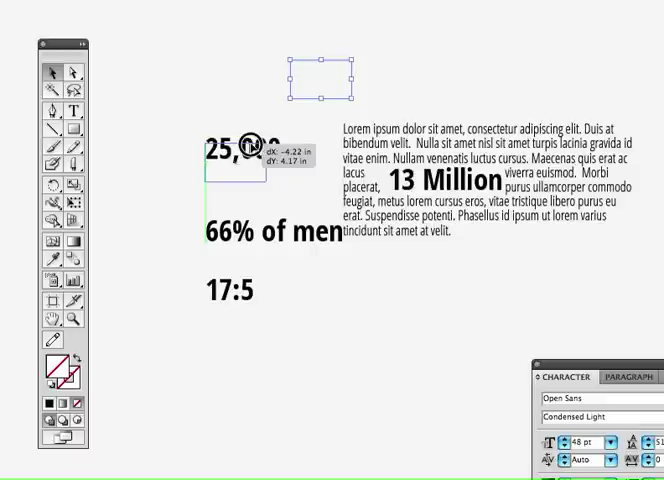 25,000
dX: -4.22 in
dY: 4.17 in
66% of men
17:5
Lorem ipsum dolor sit amet, consectetur adipiscing elit. Duis at
bibendum velit.  Nulla sit amet nisl sit amet turpis lacinia gravida id
vitae enim. Nullam venenatis luctus cursus. Maecenas quis erat ac
lacus viverra euismod.  Morbi
placerat, 13 Million purus ullamcorper commodo
feugiat, metus lorem cursus eros, vitae tristique libero purus eu
erat. Suspendisse potenti. Phasellus id ipsum ut lorem varius
tincidunt sit amet at velit.
T
CHARACTER
PARAGRAPH
Open Sans
Condensed Light
48 pt
Auto
0